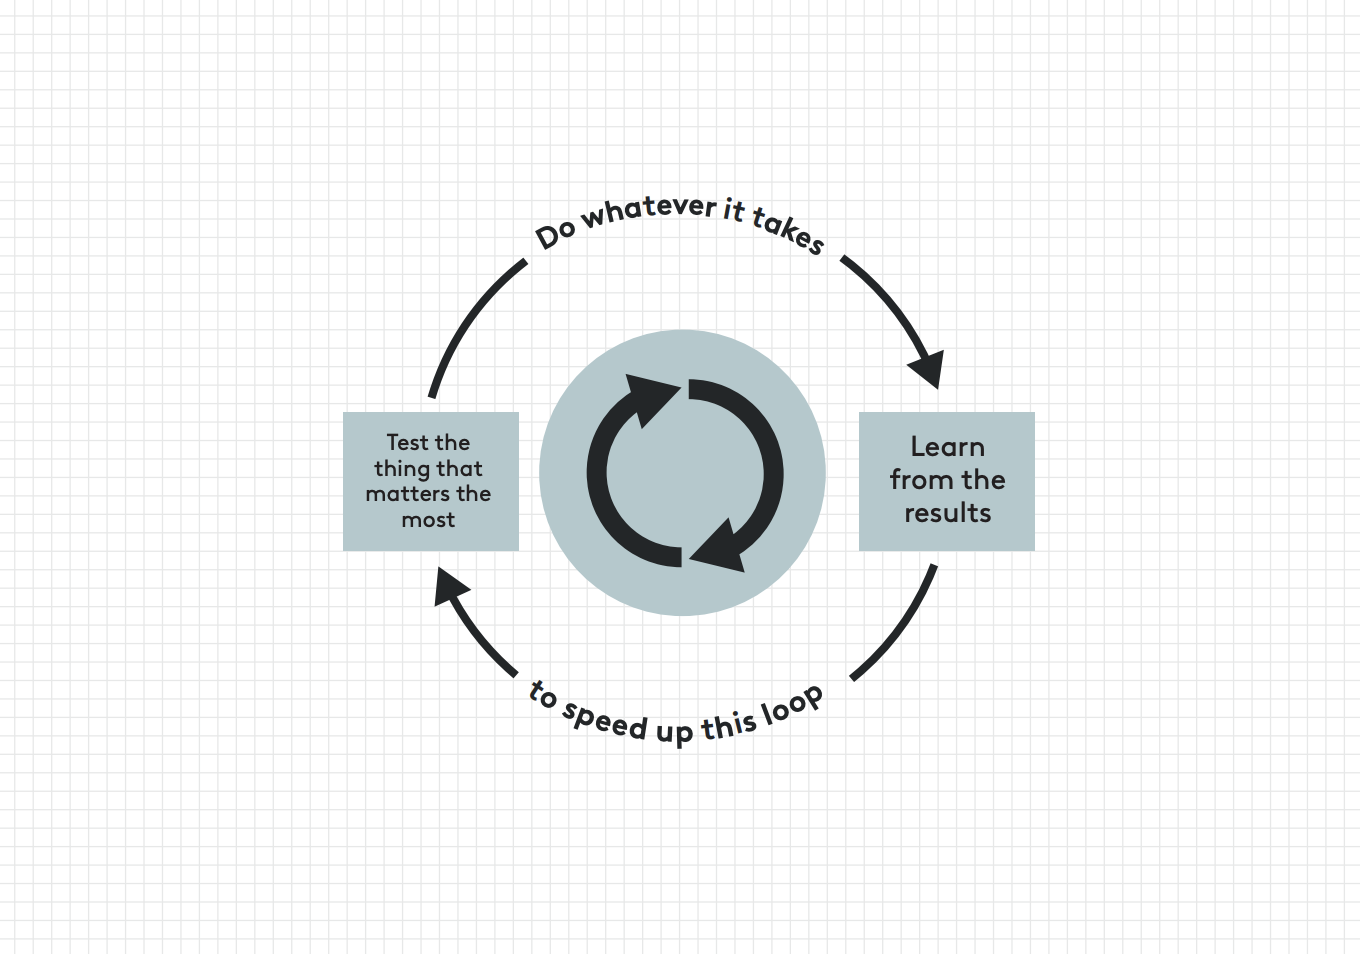 Do whatever it takes
Test the
thing that
matters the
most
Learn
from the
results
to speed up this loop